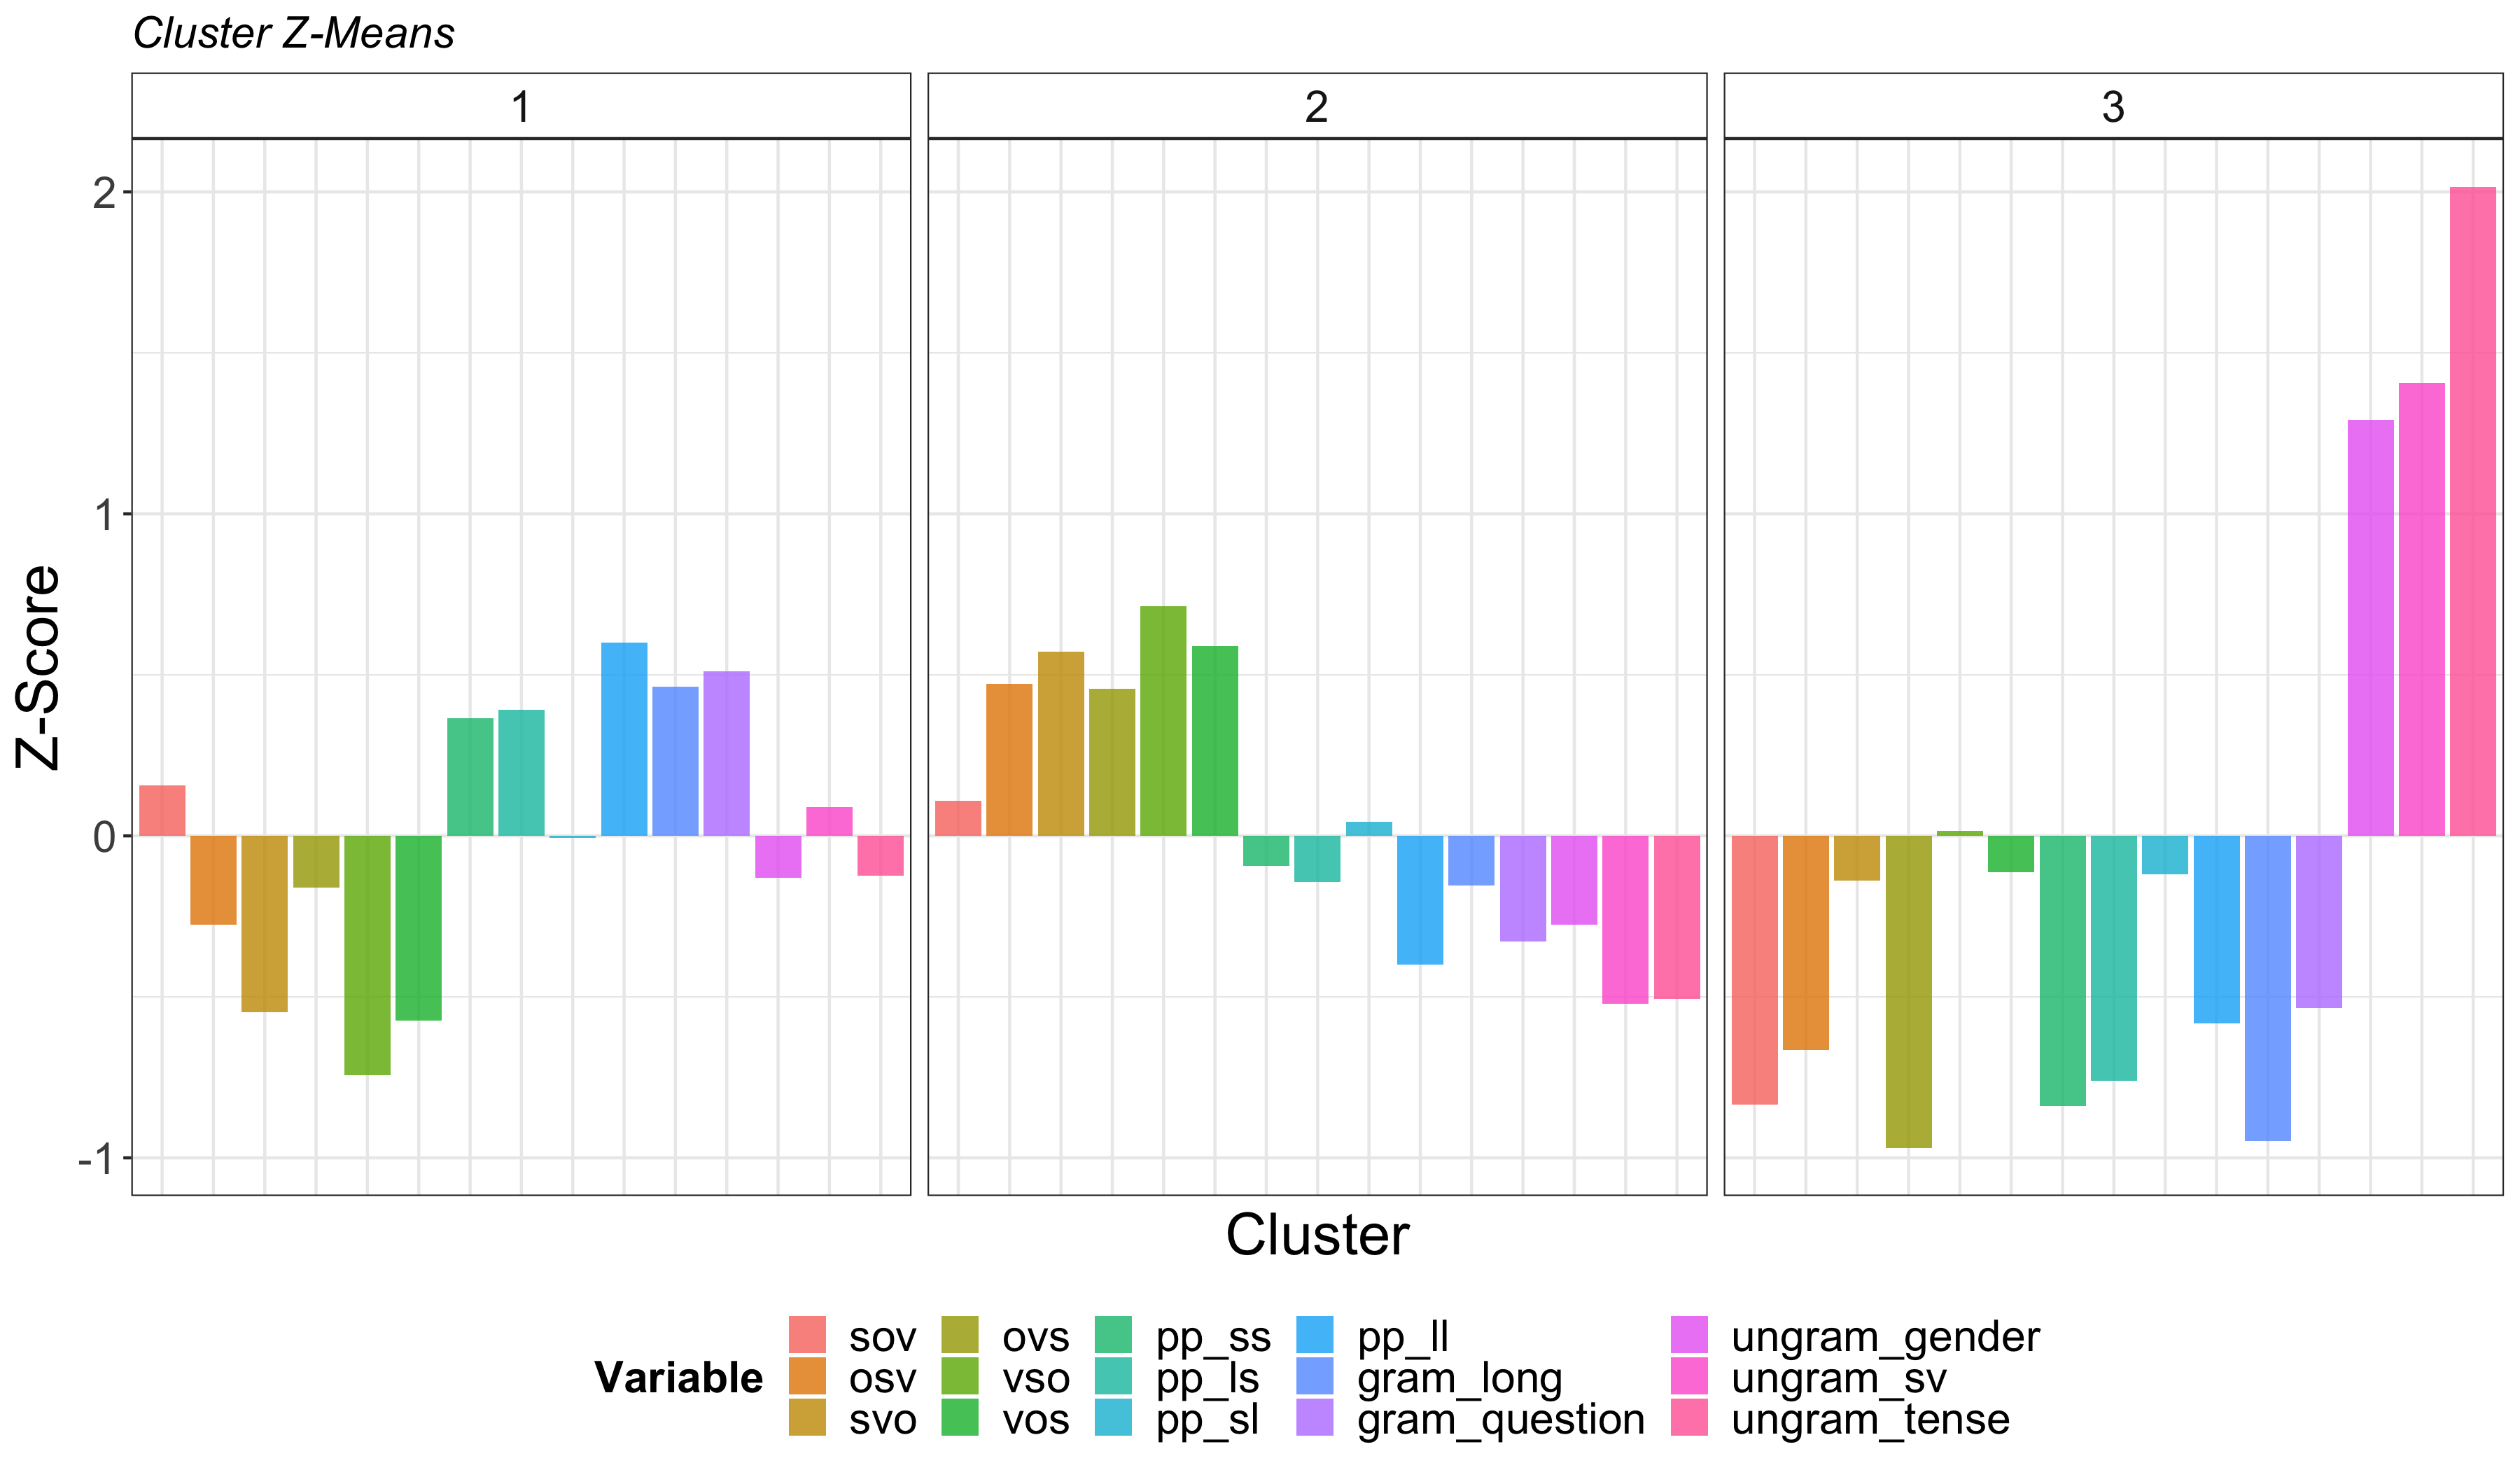 Cluster Z-Means
1 2 3
2
1
0
-1
Z-Score
Cluster
Variable
sov ovs pp_ss pp_ll ungram_gender
osv vso pp_ls gram_long ungram_sv
svo vos pp_sl gram_question ungram_tense